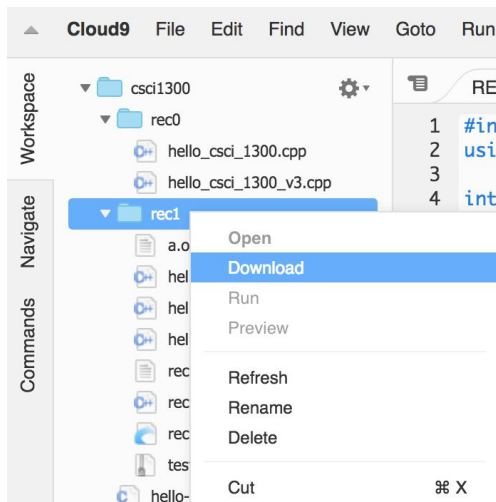 Cloud9 File Edit Find View Goto Run
Workspace
Navigate
Commands
csci1300
rec0
hello_csci_1300.cpp
hello_csci_1300_v3.cpp
rec1
a.o
hel
hel
hel
rec
rec
rec
tes
hello-
Open
Download
Run
Preview
Refresh
Rename
Delete
Cut ⌘ X
RE
1 #in
2 usi
3
4 int